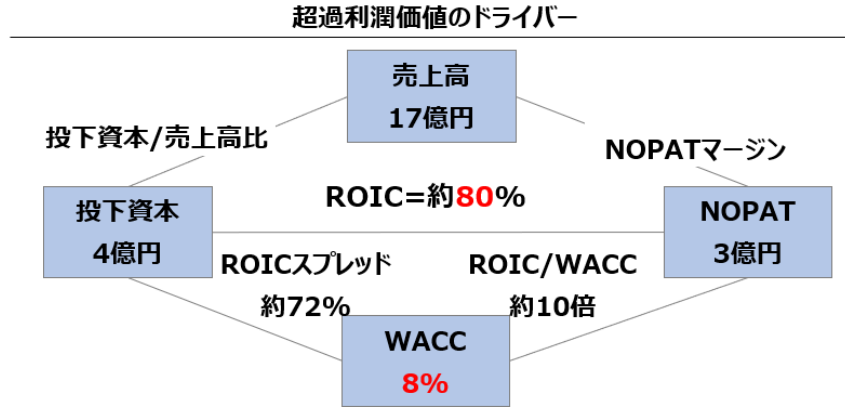 超過利潤価値のドライバー
売上高
17億円
投下資本/売上高比
NOPATマージン
ROIC=約80%
投下資本
4億円
NOPAT
3億円
ROICスプレッド
約72%
ROIC/WACC
約10倍
WACC
8%